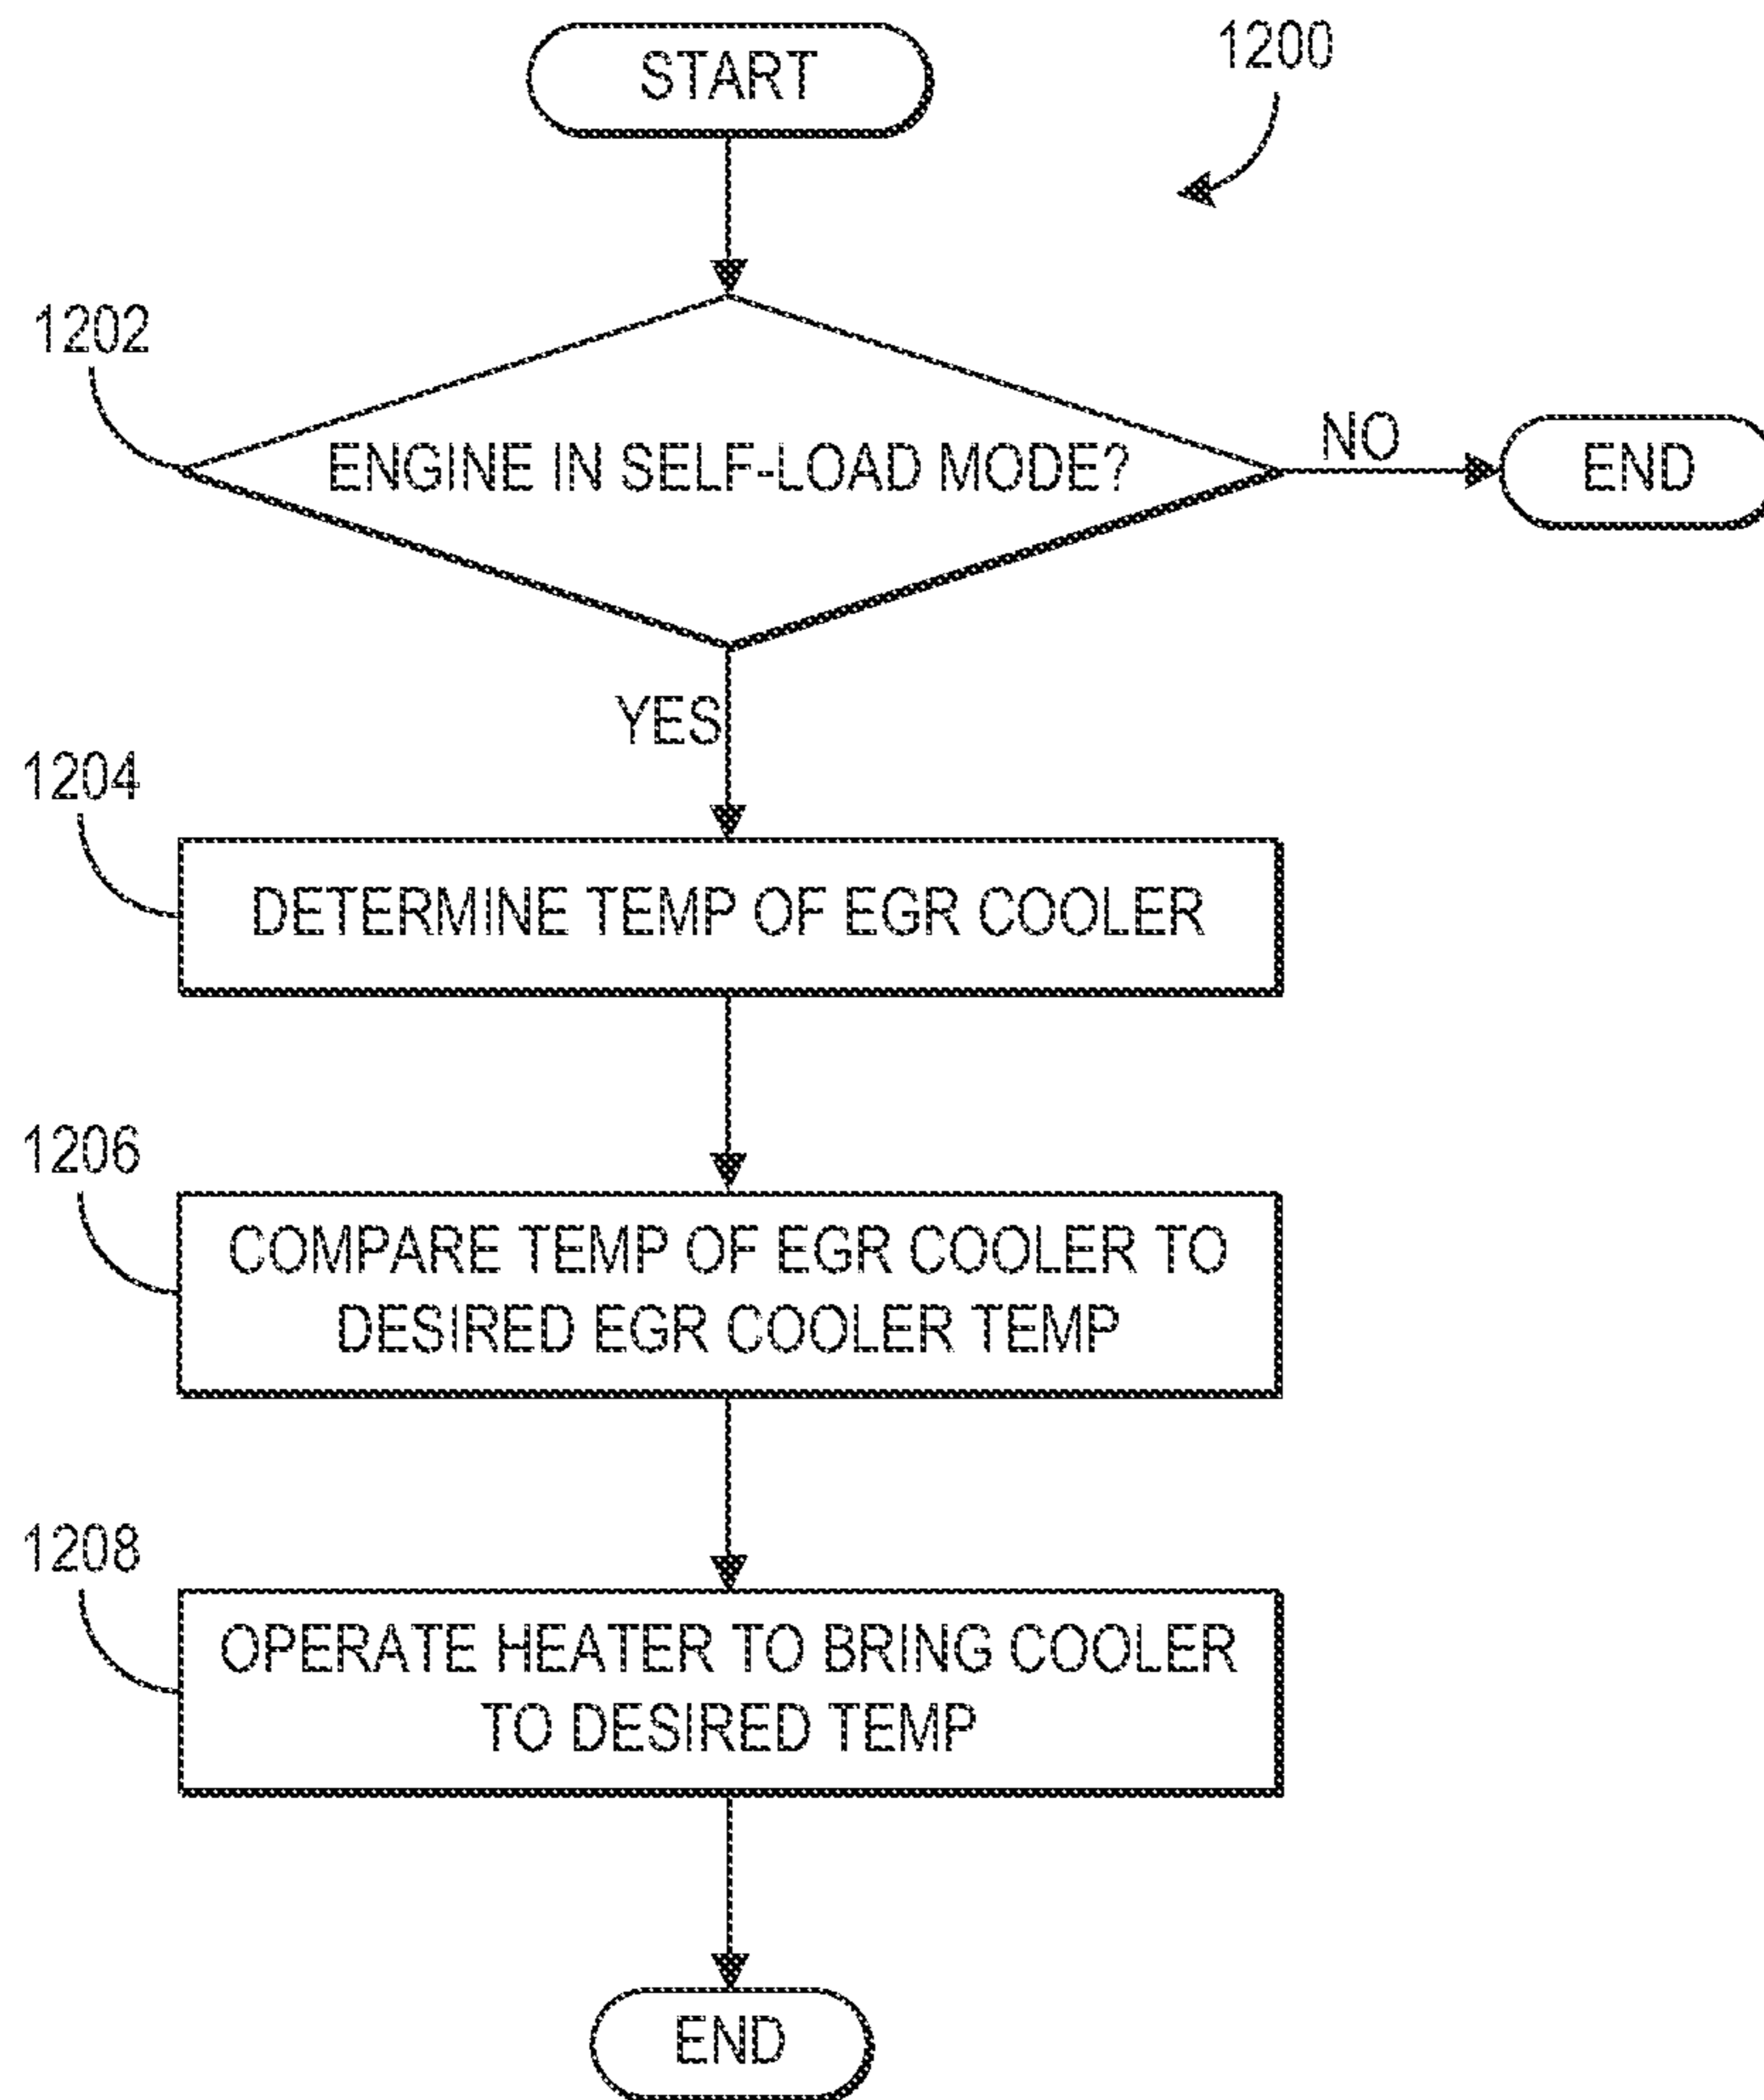 START
1200
1202
ENGINE IN SELF-LOAD MODE?
NO
END
YES
1204
DETERMINE TEMP OF EGR COOLER
1206
COMPARE TEMP OF EGR COOLER TO
DESIRED EGR COOLER TEMP
1208
OPERATE HEATER TO BRING COOLER
TO DESIRED TEMP
END